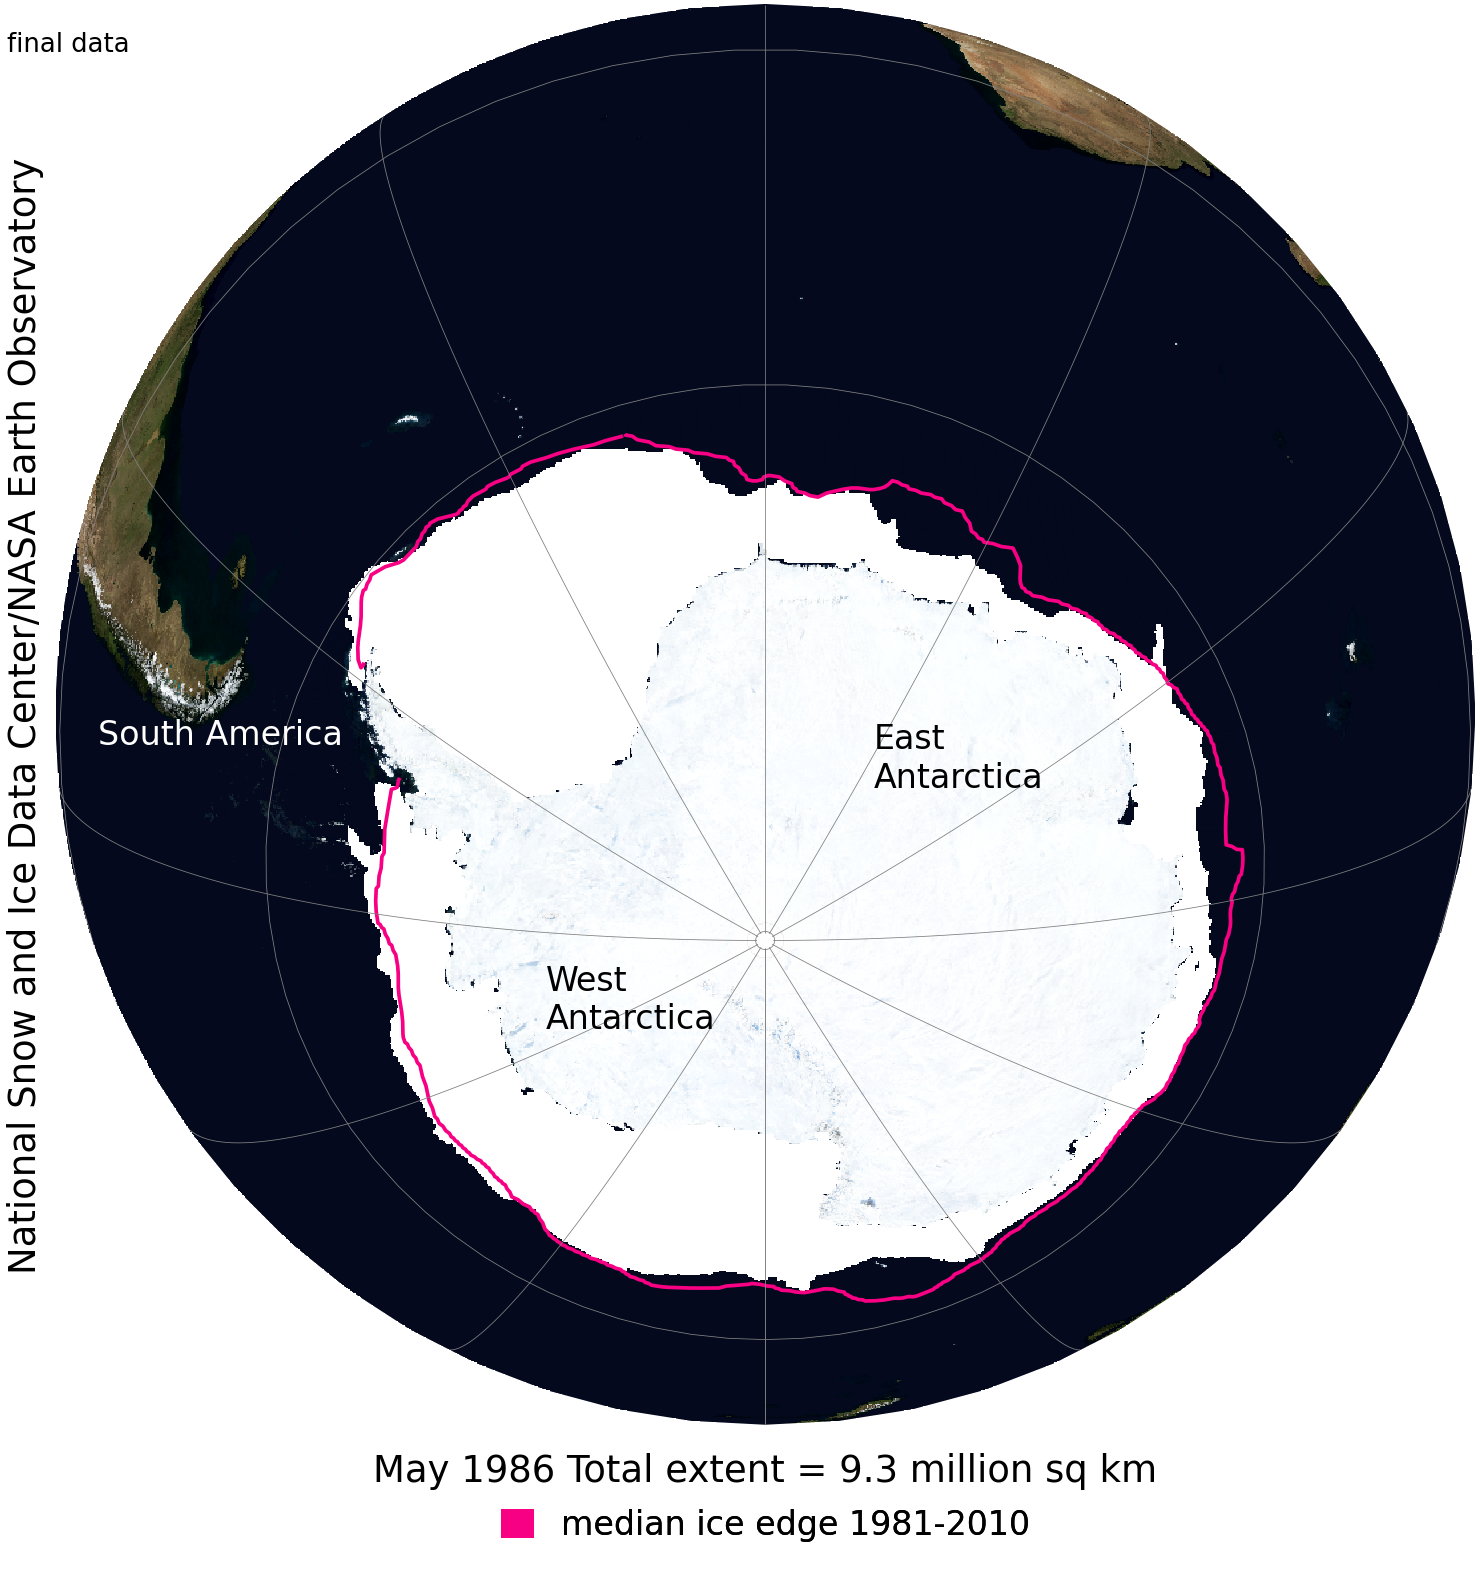 final data
National Snow and Ice Data Center/NASA Earth Observatory
South America
East
Antarctica
West
Antarctica
May 1986 Total extent = 9.3 million sq km
median ice edge 1981-2010